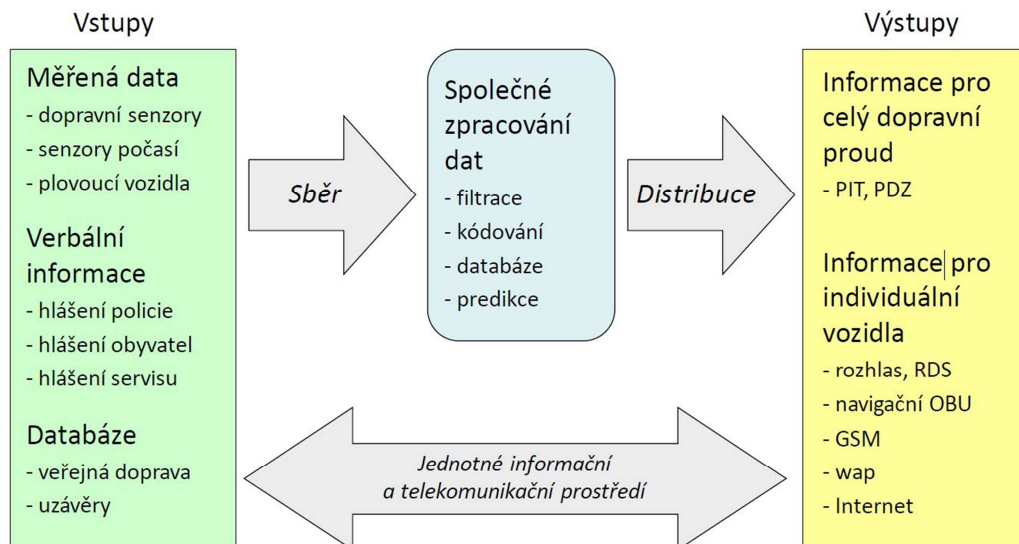 Vstupy
Měřená data
- dopravní senzory
- senzory počasí
- plovoucí vozidla
Verbální
informace
- hlášení policie
- hlášení obyvatel
- hlášení servisu
Databáze
- veřejná doprava
- uzávěry
Sběr
Společné
zpracování
dat
- filtrace
- kódování
- databáze
- predikce
Distribuce
Jednotné informační
a telekomunikační prostředí
Výstupy
Informace pro
celý dopravní
proud
- PIT, PDZ
Informace pro
individuální
vozidla
- rozhlas, RDS
- navigační OBU
- GSM
- wap
- Internet